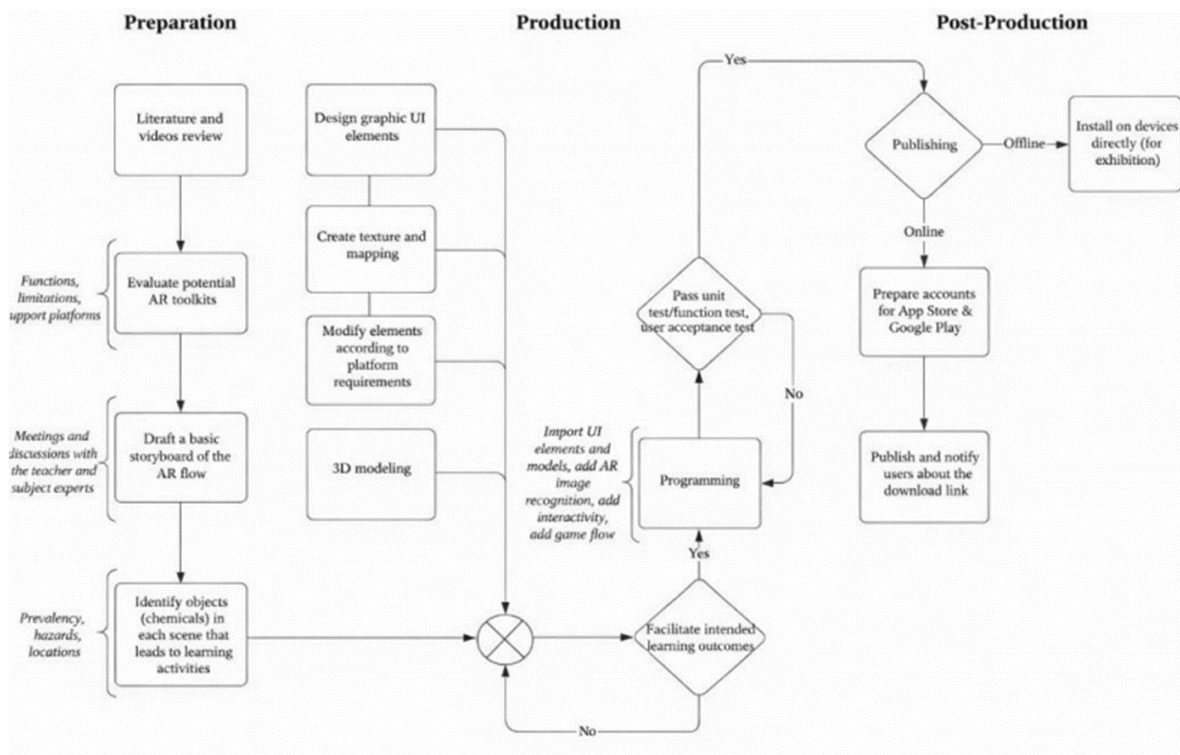 Preparation
Production
Post-Production
Literature and
videos review
Functions,
limitations,
upport platforms
Evaluate potential
AR toolkits
Meetings and
discussions with
the teacher and
subject experts
Draft a basic
storyboard of the
AR flow
Prevalency,
hazards,
locations
Identify objects
(chemicals) in
each scene that
leads to learning
activities
Design graphic UI
elements
Create texture and
mapping
Modify elements
according to
platform
requirements
3D modeling
No
Facilitate intended
learning outcomes
Yes
Import UI
elements and
models, add AR
image
recognition, add
interactivity,
add game flow
Programming
No
Pass unit
test/function test,
user acceptance test
Yes
Publishing
Offline
Install on devices
directly (for
exhibition)
Online
Prepare accounts
for App Store &
Google Play
Publish and notify
users about the
download link